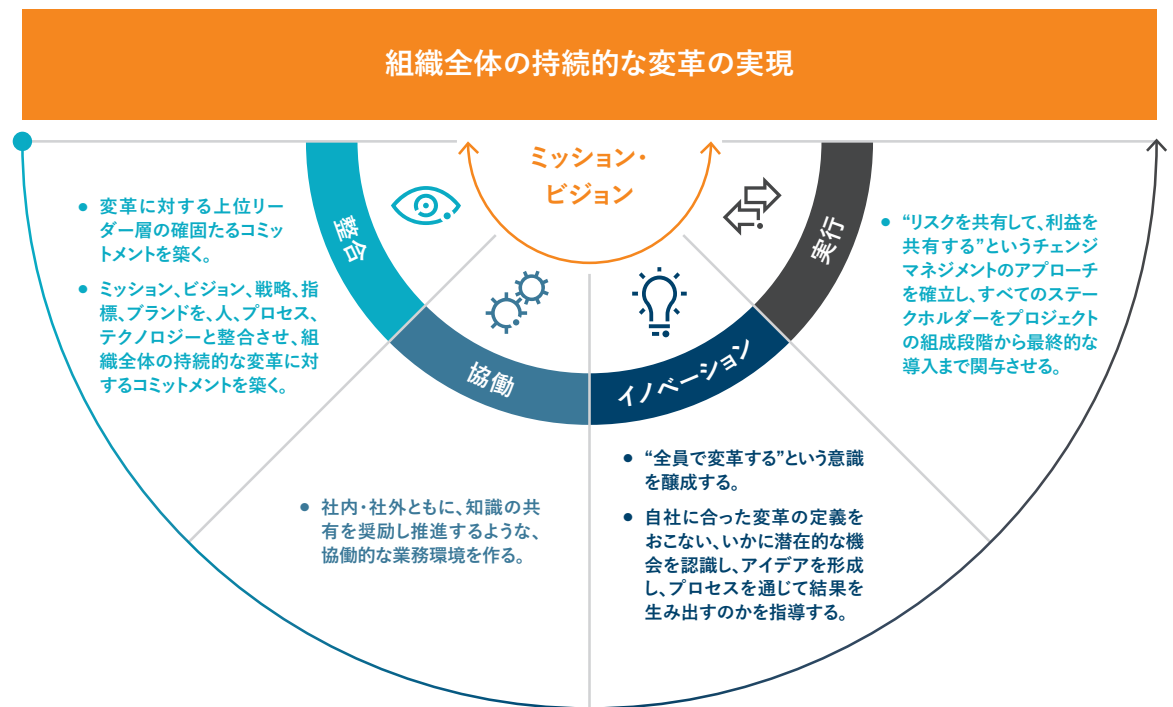 組織全体の持続的な変革の実現
ミッション・
ビジョン
整合
● 変革に対する上位リー
ダー層の確固たるコミッ
トメントを築く。
● ミッション、ビジョン、戦略、指
標、ブランドを、人、プロセス、
テクノロジーと整合させ、組
織全体の持続的な変革に対
するコミットメントを築く。
協働
● 社内・社外ともに、知識の共
有を奨励し推進するような、
協働的な業務環境を作る。
イノベーション
● “全員で変革する”という意識
を醸成する。
● 自社に合った変革の定義を
おこない、いかに潜在的な機
会を認識し、アイデアを形成
し、プロセスを通じて結果を
生み出すのかを指導する。
実行
● “リスクを共有して、利益を
共有する”というチェンジ
マネジメントのアプローチ
を確立し、すべてのステー
クホルダーをプロジェクト
の組成段階から最終的な
導入まで関与させる。